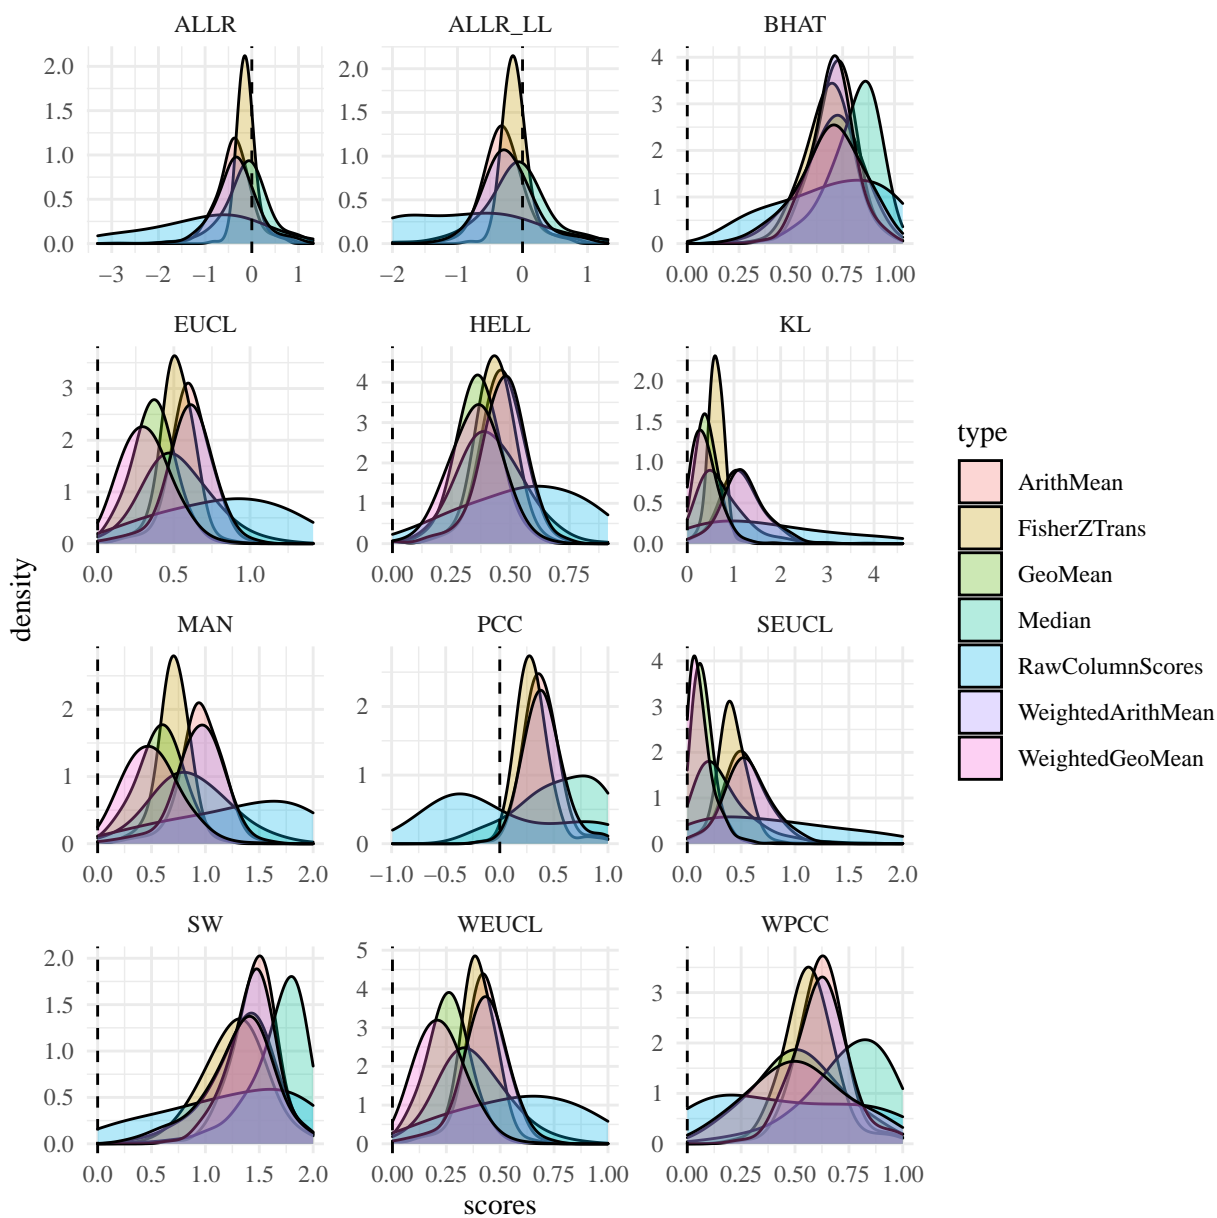 ALLR ALLR_LL BHAT
2.0 1.5 1.0 0.5 0.0
2.0 1.5 1.0 0.5 0.0
4 3 2 1 0
−3 −2 −1 0 1 −2 −1 0 1 0.00 0.25 0.50 0.75 1.00
EUCL HELL KL
3 2 1 0
4 3 2 1 0
2.0 1.5 1.0 0.5 0.0
0.0 0.5 1.0 0.00 0.25 0.50 0.75 0 1 2 3 4
MAN PCC SEUCL
2 1 0
2 1 0
4 3 2 1 0
0.0 0.5 1.0 1.5 2.0 −1.0 −0.5 0.0 0.5 1.0 0.0 0.5 1.0 1.5 2.0
SW WEUCL WPCC
2.0 1.5 1.0 0.5 0.0
5 4 3 2 1 0
3 2 1 0
0.0 0.5 1.0 1.5 2.0 0.00 0.25 0.50 0.75 1.00 0.00 0.25 0.50 0.75 1.00
scores
density
type
ArithMean
FisherZTrans
GeoMean
Median
RawColumnScores
WeightedArithMean
WeightedGeoMean